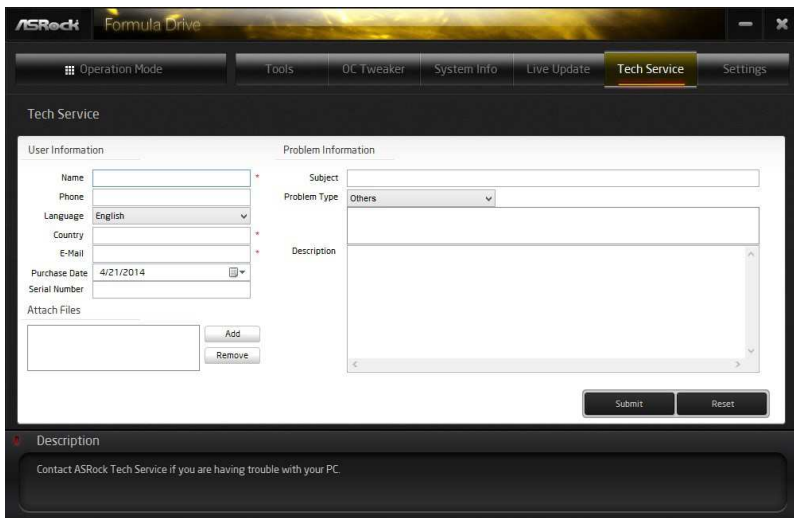 ASRock Formula Drive
Operation Mode Tools OC Tweaker System Info Live Update Tech Service Settings
Tech Service
User Information
Name *
Phone
Language English
Country *
E-Mail *
Purchase Date 4/21/2014
Serial Number
Attach Files
Add
Remove
Problem Information
Subject
Problem Type Others
Description
Submit Reset
Description
Contact ASRock Tech Service if you are having trouble with your PC.